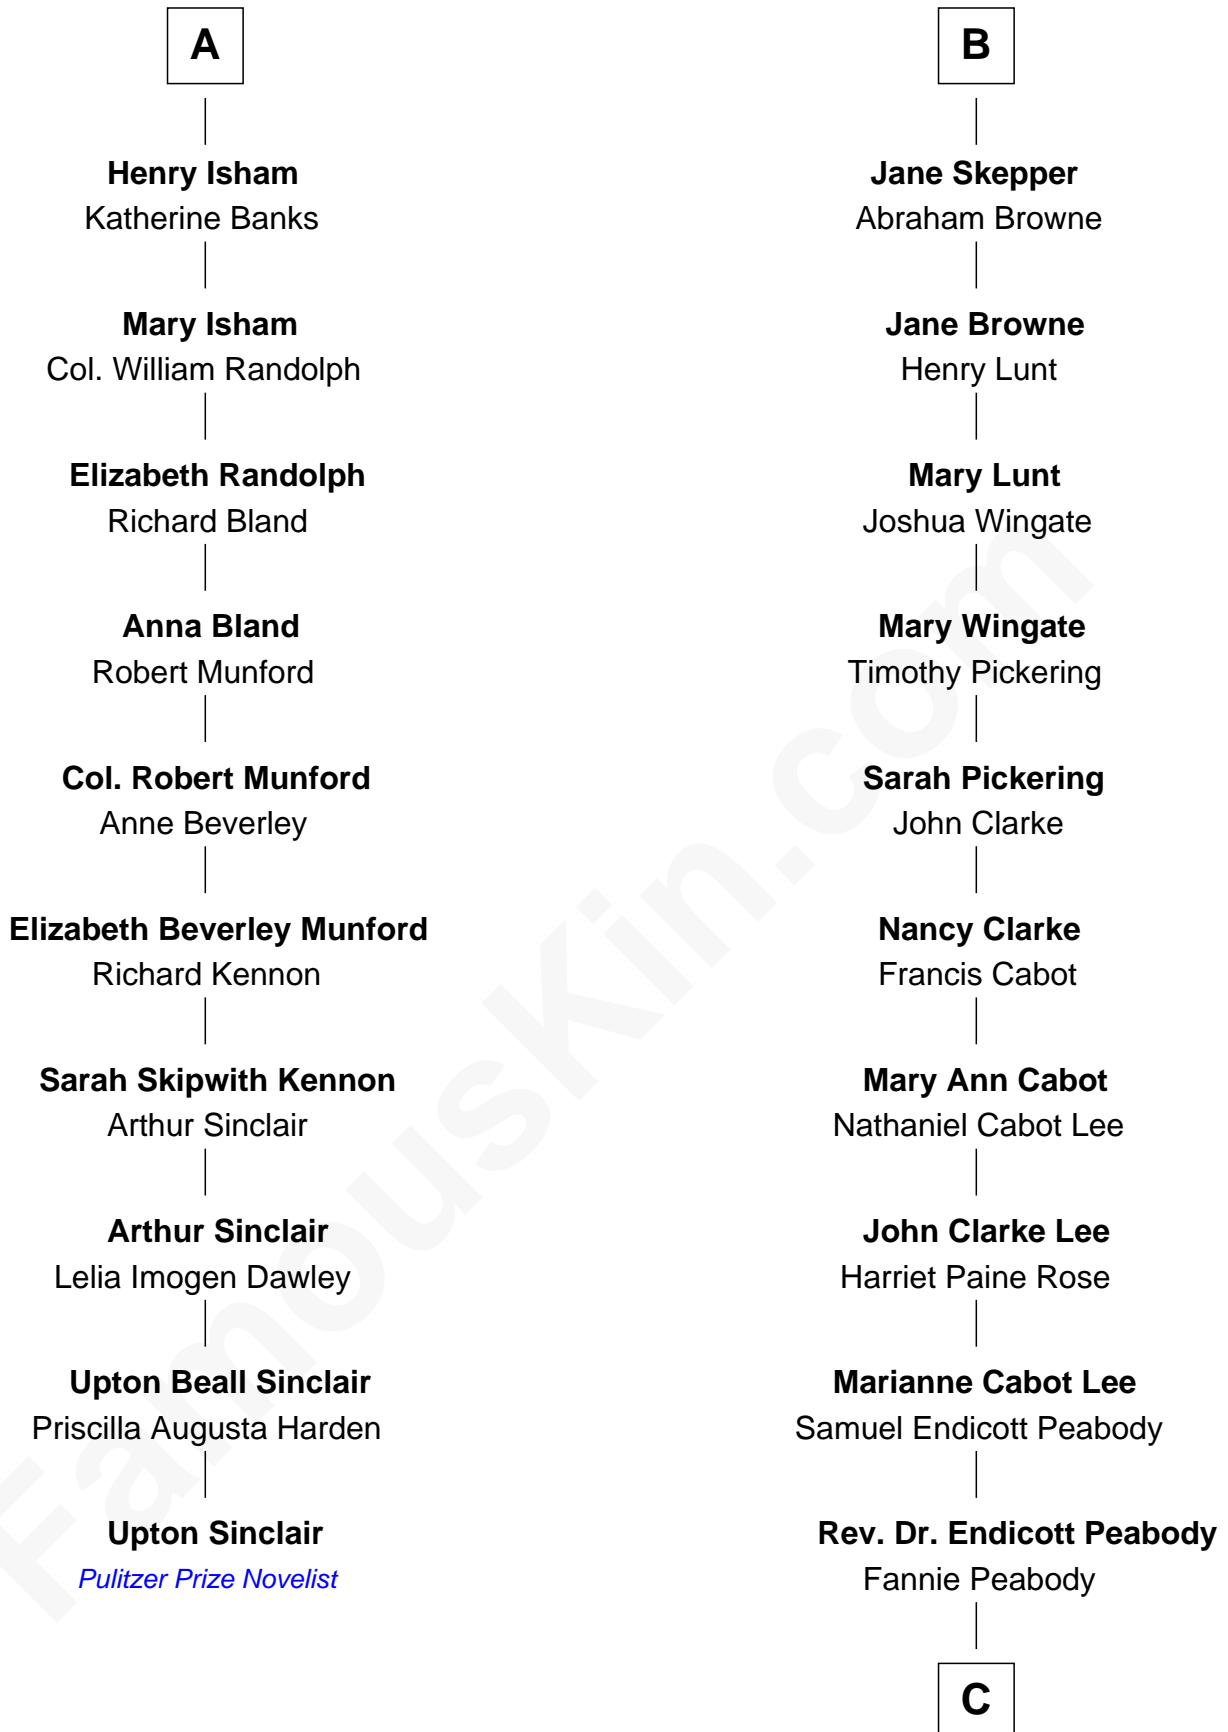 A
Henry Isham
Katherine Banks
Mary Isham
Col. William Randolph
Elizabeth Randolph
Richard Bland
Anna Bland
Robert Munford
Col. Robert Munford
Anne Beverley
Elizabeth Beverley Munford
Richard Kennon
Sarah Skipwith Kennon
Arthur Sinclair
Arthur Sinclair
Lelia Imogen Dawley
Upton Beall Sinclair
Priscilla Augusta Harden
Upton Sinclair
Pulitzer Prize Novelist
B
Jane Skepper
Abraham Browne
Jane Browne
Henry Lunt
Mary Lunt
Joshua Wingate
Mary Wingate
Timothy Pickering
Sarah Pickering
John Clarke
Nancy Clarke
Francis Cabot
Mary Ann Cabot
Nathaniel Cabot Lee
John Clarke Lee
Harriet Paine Rose
Marianne Cabot Lee
Samuel Endicott Peabody
Rev. Dr. Endicott Peabody
Fannie Peabody
C
FamousKin.com